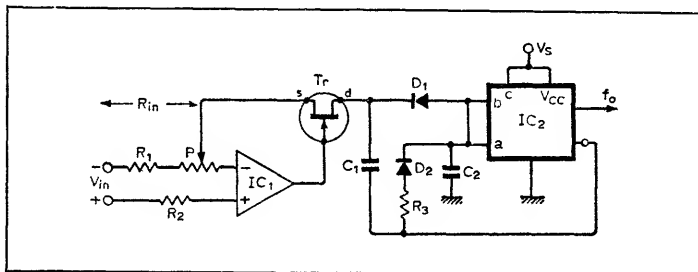 Vs
Tr
Rin
s
d
D1
b
c
VCC
fo
IC2
a
− R1 P −
Vin
IC1
+ R2 +
C1
D2
C2
R3